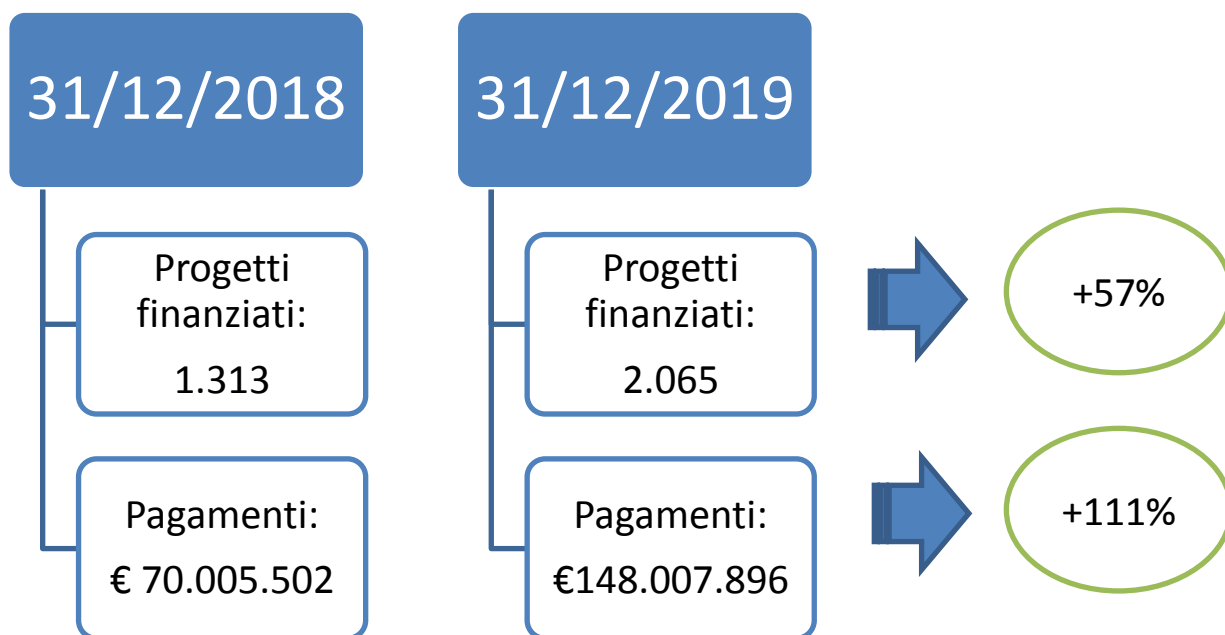 31/12/2018
31/12/2019
Progetti
finanziati:
1.313
Progetti
finanziati:
2.065
+57%
Pagamenti:
€ 70.005.502
Pagamenti:
€148.007.896
+111%